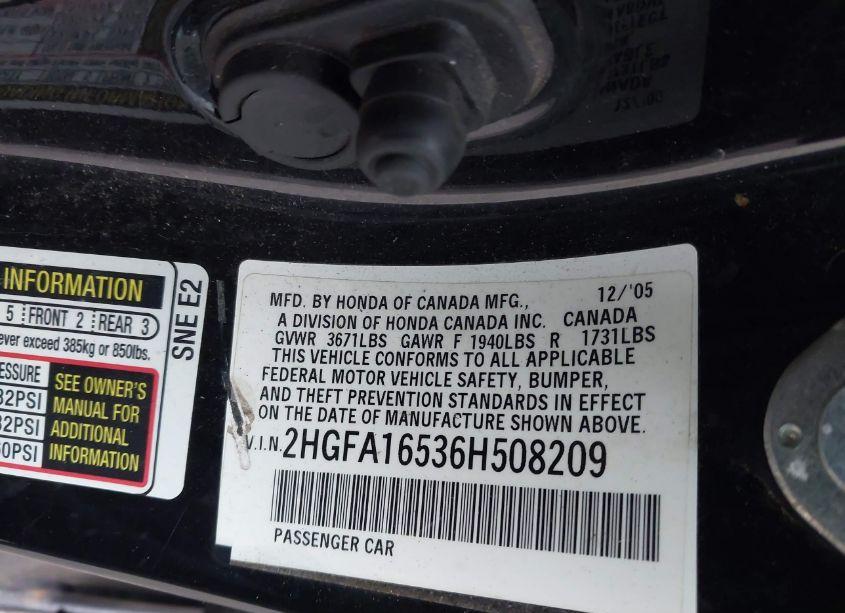 INFORMATION
5 FRONT 2 REAR 3
ever exceed 385kg or 850lbs.
SSURE
32PSI
32PSI
60PSI
SEE OWNER'S
MANUAL FOR
ADDITIONAL
INFORMATION
SNE E2
MFD. BY HONDA OF CANADA MFG., 12/'05
A DIVISION OF HONDA CANADA INC. CANADA
GVWR 3671LBS GAWR F 1940LBS R 1731LBS
THIS VEHICLE CONFORMS TO ALL APPLICABLE
FEDERAL MOTOR VEHICLE SAFETY, BUMPER,
AND THEFT PREVENTION STANDARDS IN EFFECT
ON THE DATE OF MANUFACTURE SHOWN ABOVE.
V.I.N. 2HGFA16536H508209
PASSENGER CAR